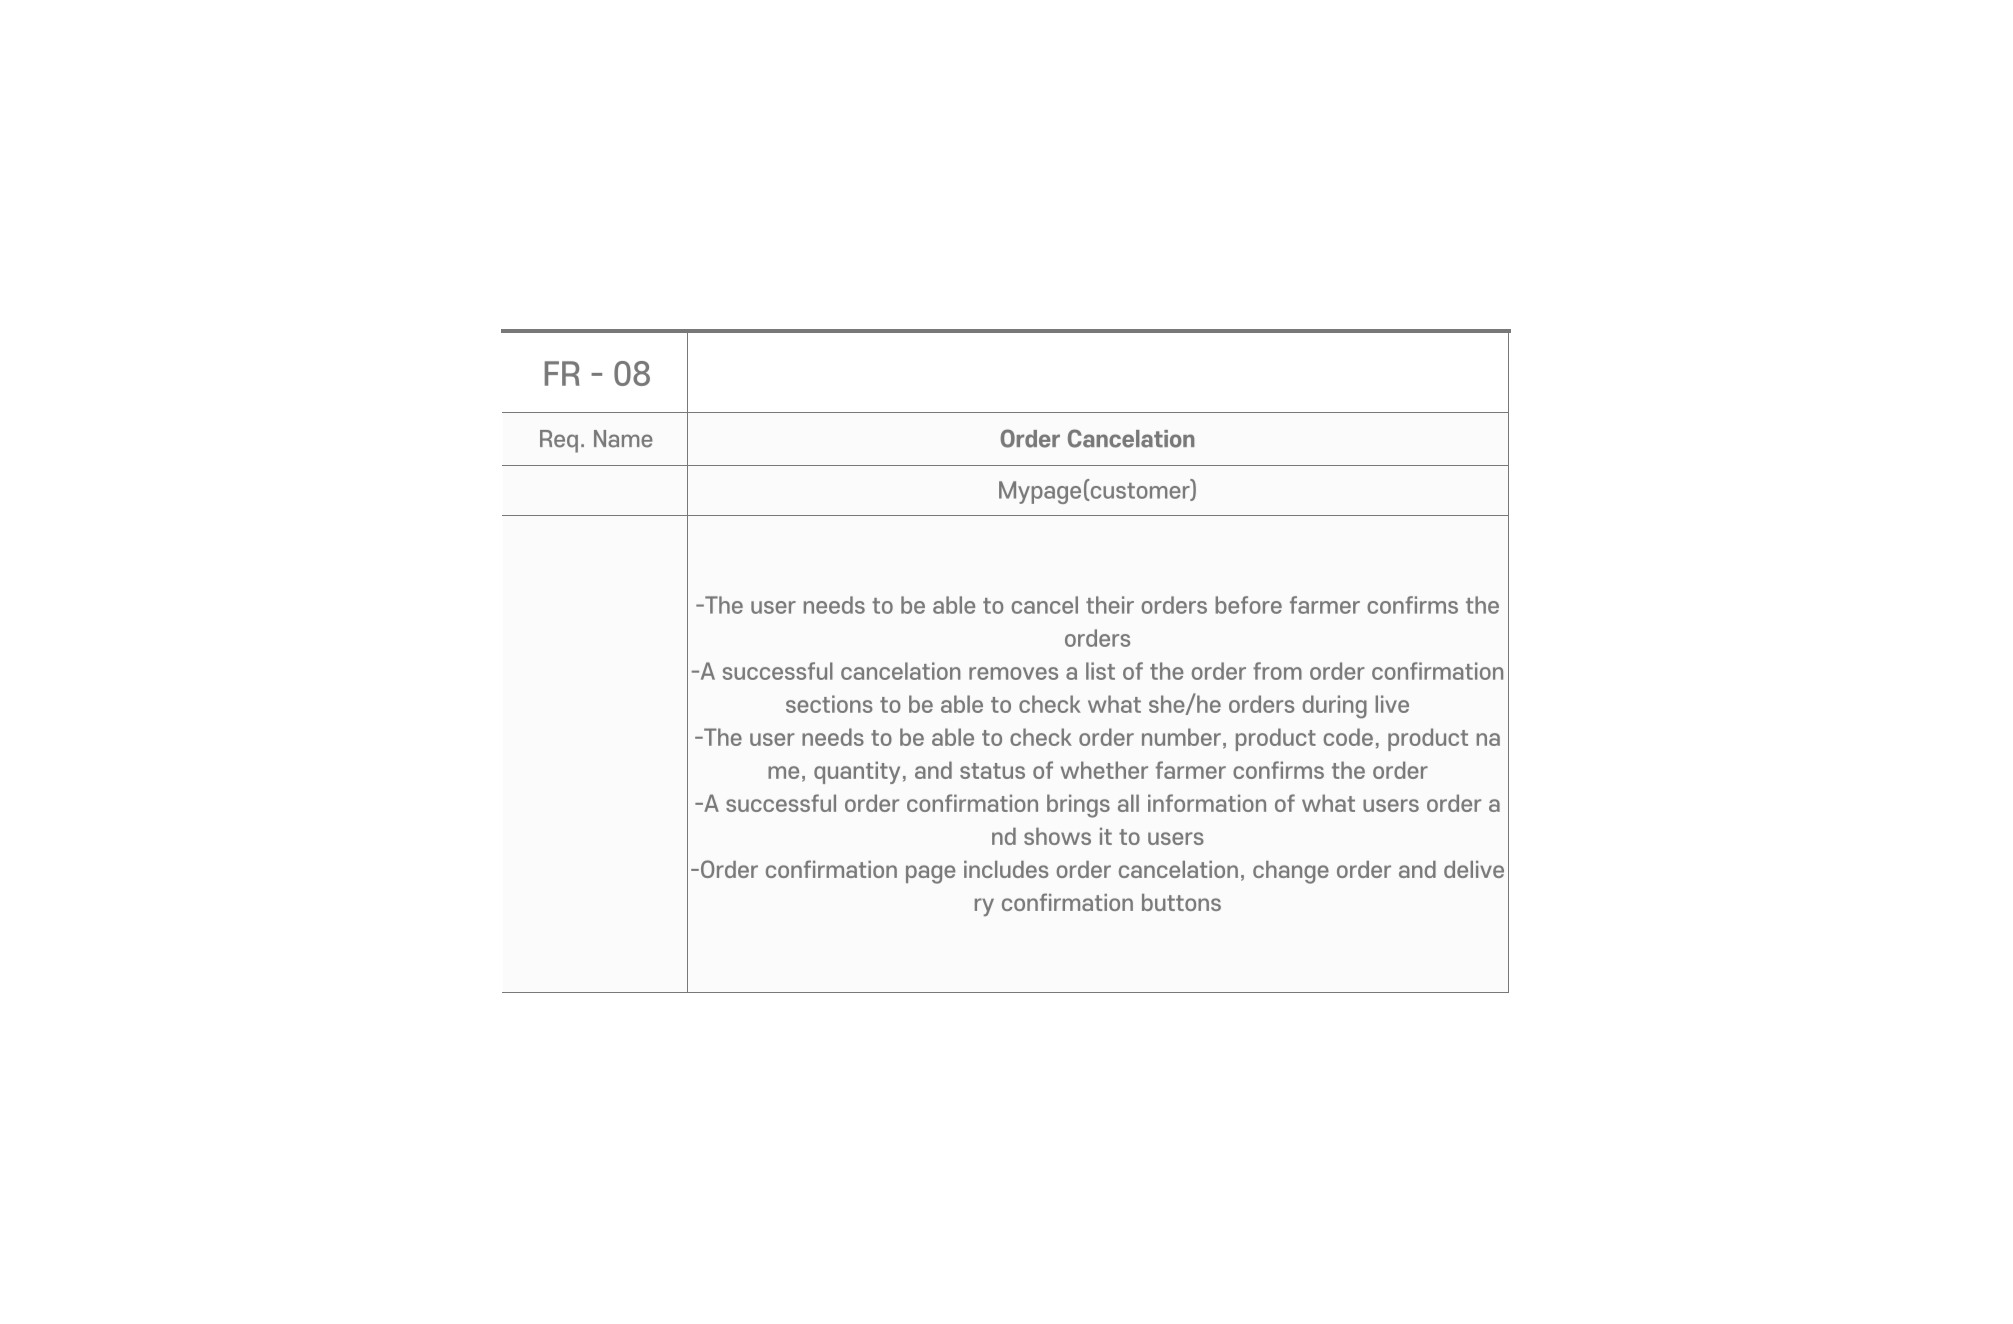 FR - 08
Req. Name
Order Cancelation
Mypage(customer)
-The user needs to be able to cancel their orders before farmer confirms the
orders
-A successful cancelation removes a list of the order from order confirmation
sections to be able to check what she/he orders during live
-The user needs to be able to check order number, product code, product na
me, quantity, and status of whether farmer confirms the order
-A successful order confirmation brings all information of what users order a
nd shows it to users
-Order confirmation page includes order cancelation, change order and delive
ry confirmation buttons